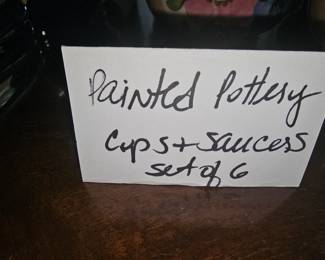 Painted Pottery
Cups + Saucess
set of 6